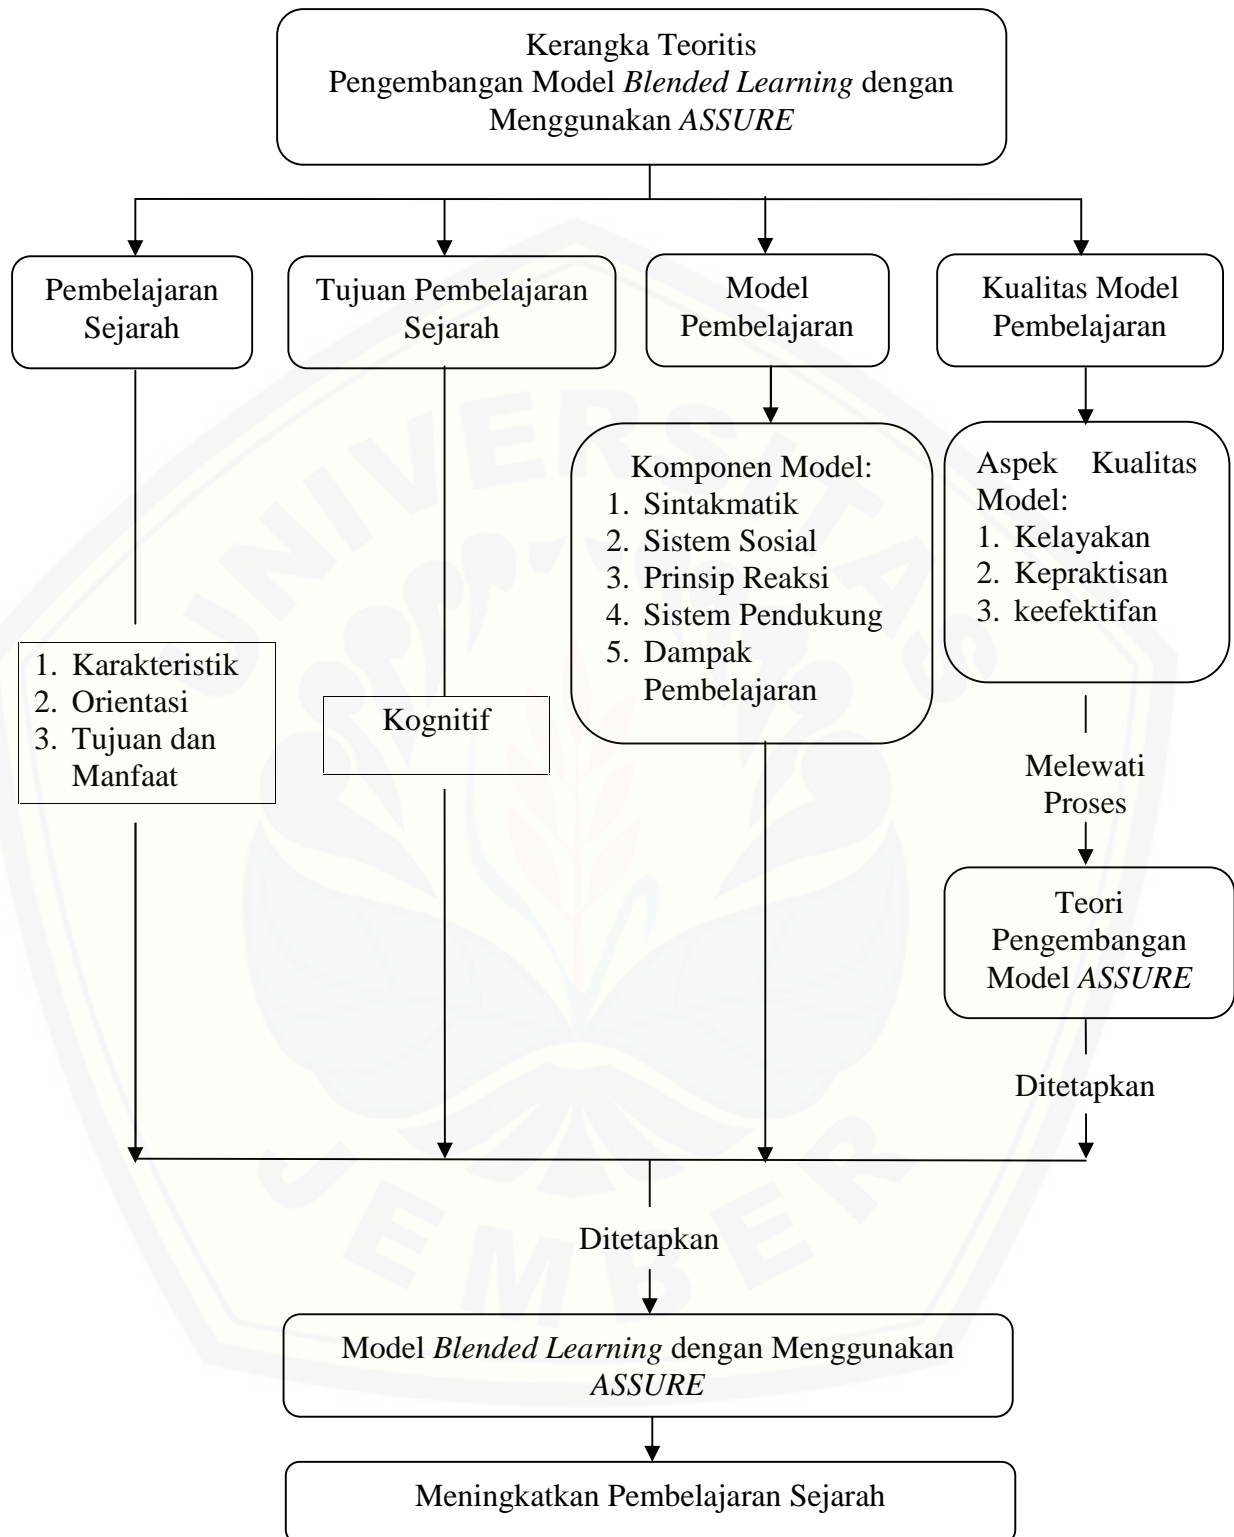 Kerangka Teoritis
Pengembangan Model Blended Learning dengan
Menggunakan ASSURE
Pembelajaran
Sejarah
Tujuan Pembelajaran
Sejarah
Model
Pembelajaran
Kualitas Model
Pembelajaran
1. Karakteristik
2. Orientasi
3. Tujuan dan
Manfaat
Kognitif
Komponen Model:
1. Sintakmatik
2. Sistem Sosial
3. Prinsip Reaksi
4. Sistem Pendukung
5. Dampak
Pembelajaran
Aspek Kualitas
Model:
1. Kelayakan
2. Kepraktisan
3. keefektifan
Melewati
Proses
Teori
Pengembangan
Model ASSURE
Ditetapkan
Ditetapkan
Model Blended Learning dengan Menggunakan
ASSURE
Meningkatkan Pembelajaran Sejarah
UNIVERSITAS
JEMBER